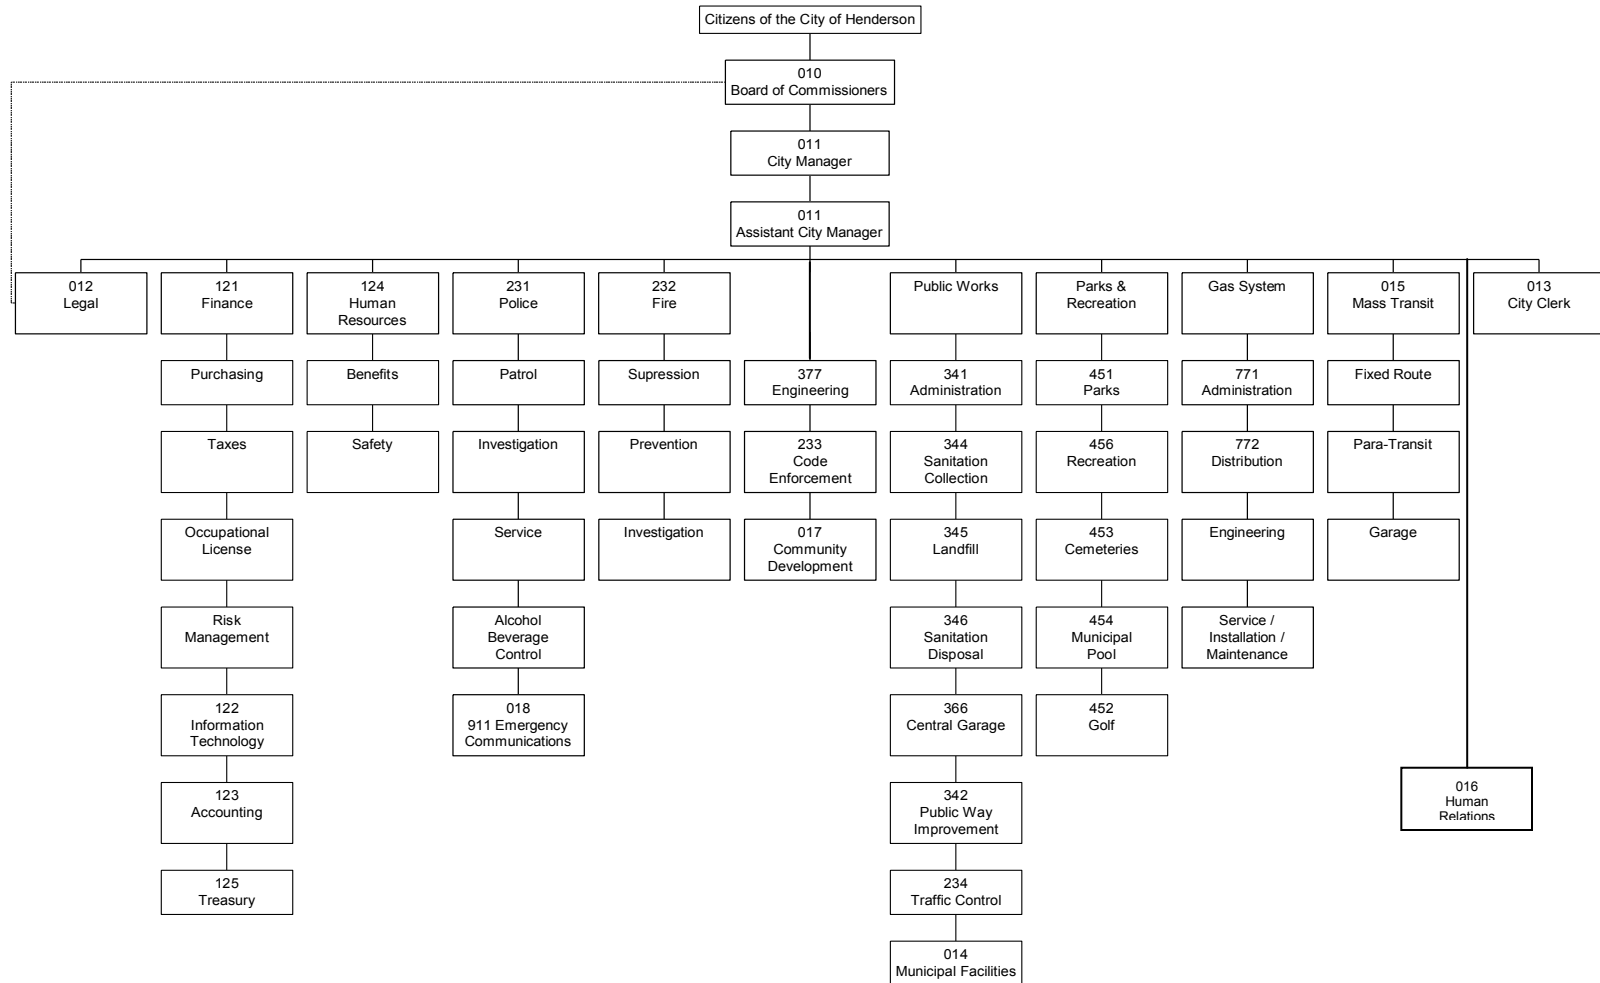 Citizens of the City of Henderson
010
Board of Commissioners
011
City Manager
011
Assistant City Manager
012
Legal
121
Finance
124
Human
Resources
231
Police
232
Fire
Public Works
Parks &
Recreation
Gas System
015
Mass Transit
013
City Clerk
Purchasing
Benefits
Patrol
Supression
377
Engineering
341
Administration
451
Parks
771
Administration
Fixed Route
Taxes
Safety
Investigation
Prevention
233
Code
Enforcement
344
Sanitation
Collection
456
Recreation
772
Distribution
Para-Transit
Occupational
License
Service
Investigation
017
Community
Development
345
Landfill
453
Cemeteries
Engineering
Garage
Risk
Management
Alcohol
Beverage
Control
346
Sanitation
Disposal
454
Municipal
Pool
Service /
Installation /
Maintenance
122
Information
Technology
018
911 Emergency
Communications
366
Central Garage
452
Golf
016
Human
Relations
123
Accounting
342
Public Way
Improvement
125
Treasury
234
Traffic Control
014
Municipal Facilities